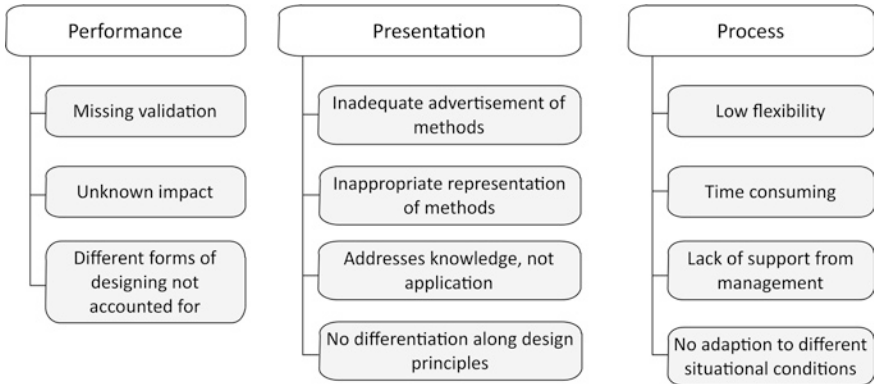 Performance
Missing validation
Unknown impact
Different forms of
designing not
accounted for
Presentation
Inadequate advertisement of
methods
Inappropriate representation
of methods
Addresses knowledge, not
application
No differentiation along design
principles
Process
Low flexibility
Time consuming
Lack of support from
management
No adaption to different
situational conditions